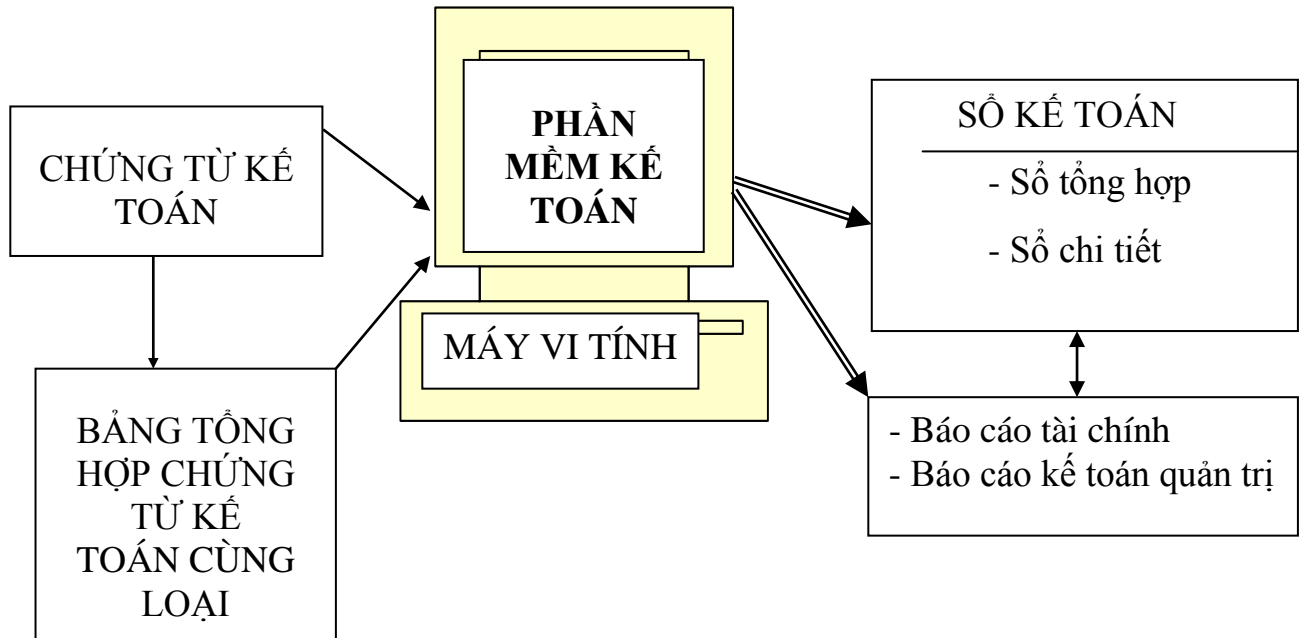 CHỨNG TỪ KẾ
TOÁN
BẢNG TỔNG
HỢP CHỨNG
TỪ KẾ
TOÁN CÙNG
LOẠI
PHẦN
MỀM KẾ
TOÁN
MÁY VI TÍNH
SỔ KẾ TOÁN
- Sổ tổng hợp
- Sổ chi tiết
- Báo cáo tài chính
- Báo cáo kế toán quản trị